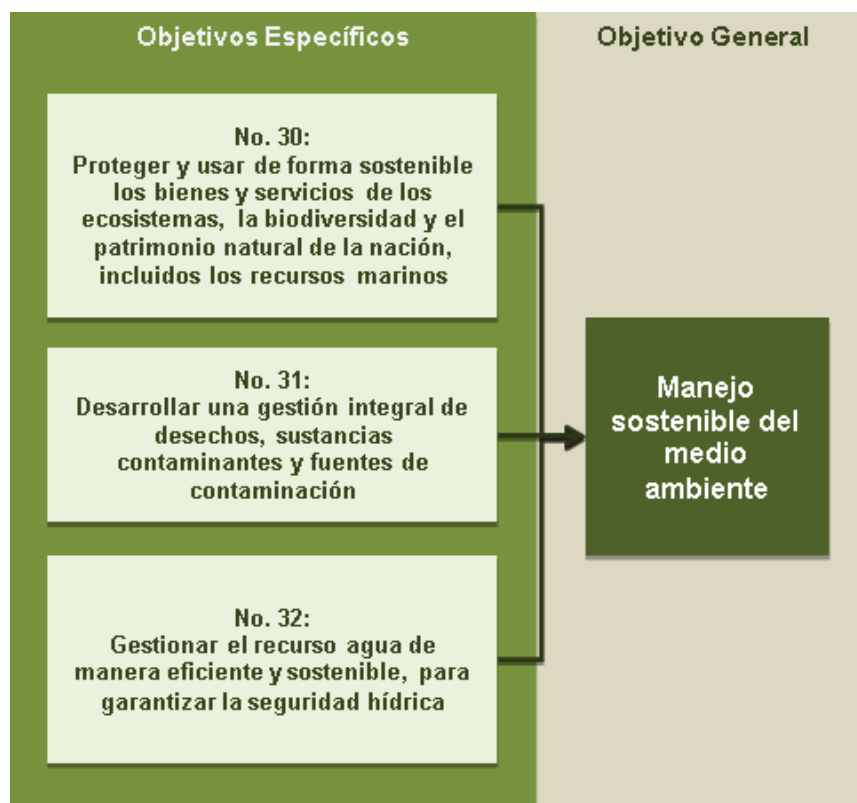 Objetivos Específicos
Objetivo General
No. 30:
Proteger y usar de forma sostenible
los bienes y servicios de los
ecosistemas, la biodiversidad y el
patrimonio natural de la nación,
incluidos los recursos marinos
No. 31:
Desarrollar una gestión integral de
desechos, sustancias
contaminantes y fuentes de
contaminación
No. 32:
Gestionar el recurso agua de
manera eficiente y sostenible, para
garantizar la seguridad hídrica
Manejo
sostenible del
medio
ambiente